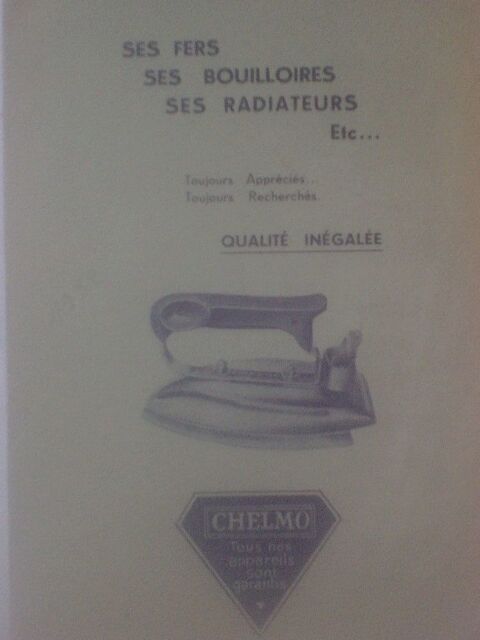 SES FERS
SES BOUILLOIRES
SES RADIATEURS
Etc...
Toujours Appréciés...
Toujours Recherchés.
QUALITÉ INÉGALÉE
CHELMO
Tous nos
appareils
sont
garantis